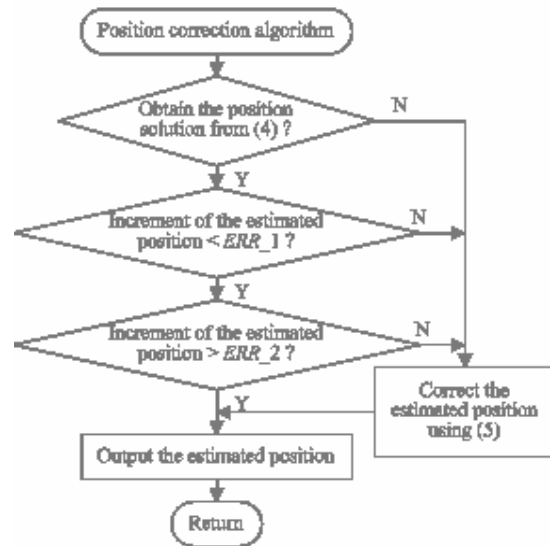 Position correction algorithm
Obtain the position
solution from (4) ?
N
Y
Increment of the estimated
position < ERR_1 ?
N
Y
Increment of the estimated
position > ERR_2 ?
N
Y
Correct the
estimated position
using (5)
Output the estimated position
Return